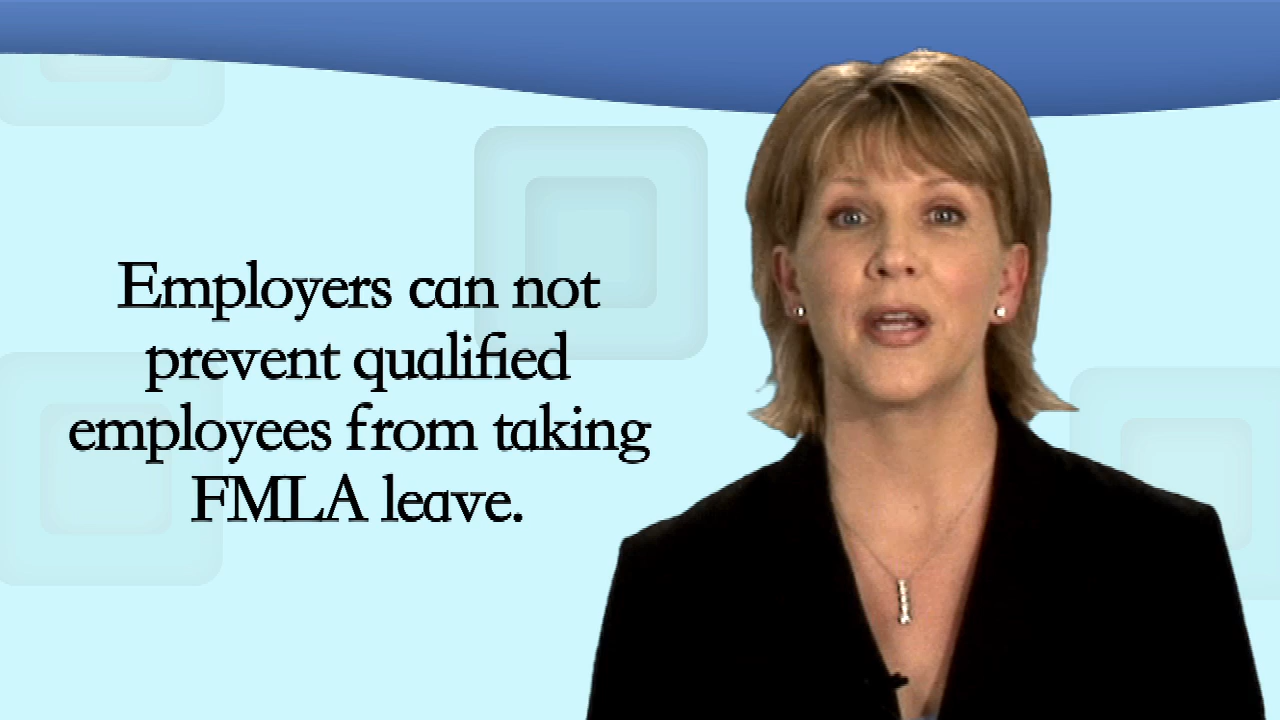 Employers can not
prevent qualified
employees from taking
FMLA leave.